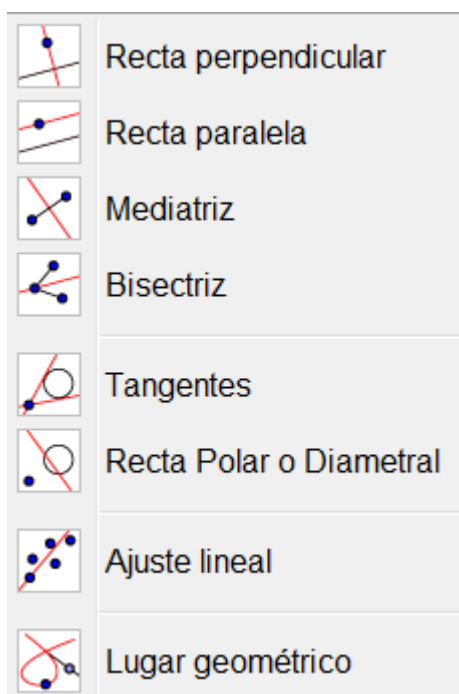 Recta perpendicular
Recta paralela
Mediatriz
Bisectriz
Tangentes
Recta Polar o Diametral
Ajuste lineal
Lugar geométrico